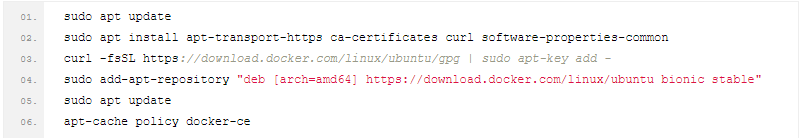 01. sudo apt update
02. sudo apt install apt-transport-https ca-certificates curl software-properties-common
03. curl -fsSL https://download.docker.com/linux/ubuntu/gpg | sudo apt-key add -
04. sudo add-apt-repository "deb [arch=amd64] https://download.docker.com/linux/ubuntu bionic stable"
05. sudo apt update
06. apt-cache policy docker-ce